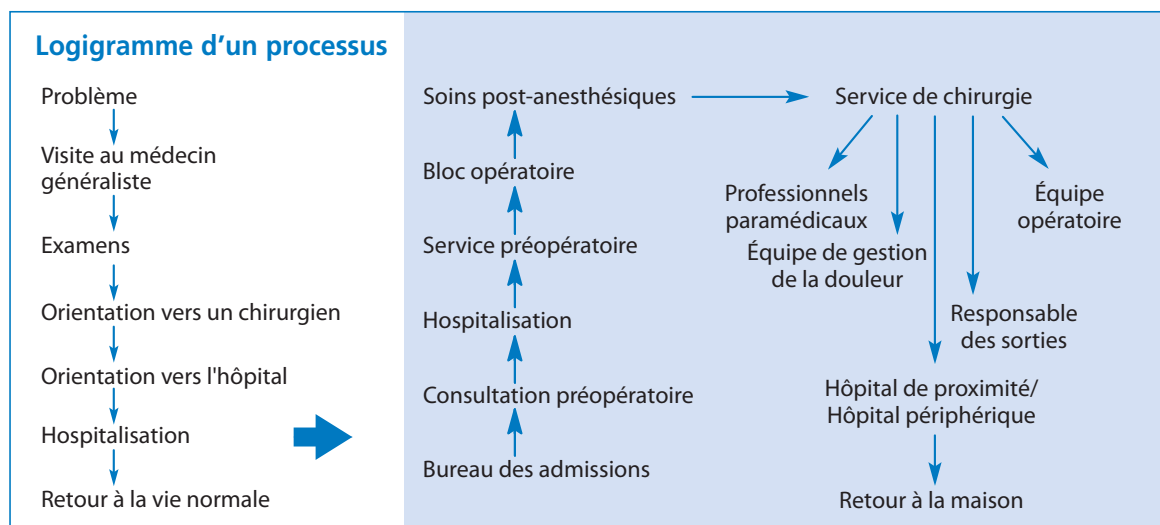 Logigramme d’un processus
Problème
Visite au médecin
généraliste
Examens
Orientation vers un chirurgien
Orientation vers l'hôpital
Hospitalisation
Retour à la vie normale
Soins post-anesthésiques
Bloc opératoire
Service préopératoire
Hospitalisation
Consultation préopératoire
Bureau des admissions
Service de chirurgie
Professionnels
paramédicaux
Équipe de gestion
de la douleur
Équipe
opératoire
Responsable
des sorties
Hôpital de proximité/
Hôpital périphérique
Retour à la maison